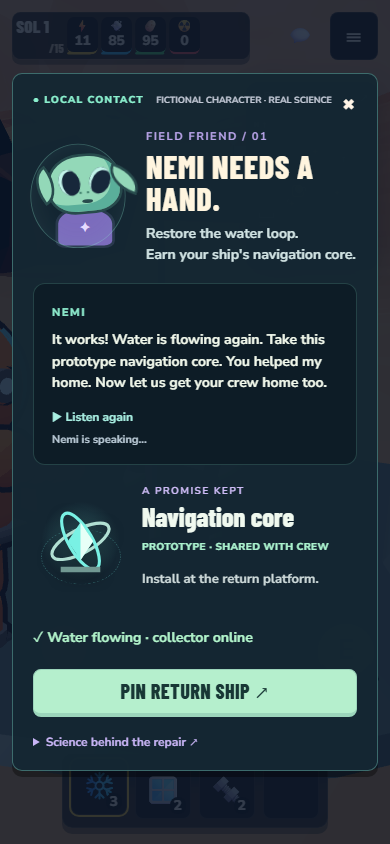 SOL 1
/15
11
85
95
0
● LOCAL CONTACT
FICTIONAL CHARACTER · REAL SCIENCE
✖
FIELD FRIEND / 01
NEMI NEEDS A
HAND.
Restore the water loop.
Earn your ship's navigation core.
NEMI
It works! Water is flowing again. Take this
prototype navigation core. You helped my
home. Now let us get your crew home too.
▶ Listen again
Nemi is speaking...
A PROMISE KEPT
Navigation core
PROTOTYPE · SHARED WITH CREW
Install at the return platform.
✓ Water flowing · collector online
PIN RETURN SHIP ↗
▶ Science behind the repair ↗
3
2
2